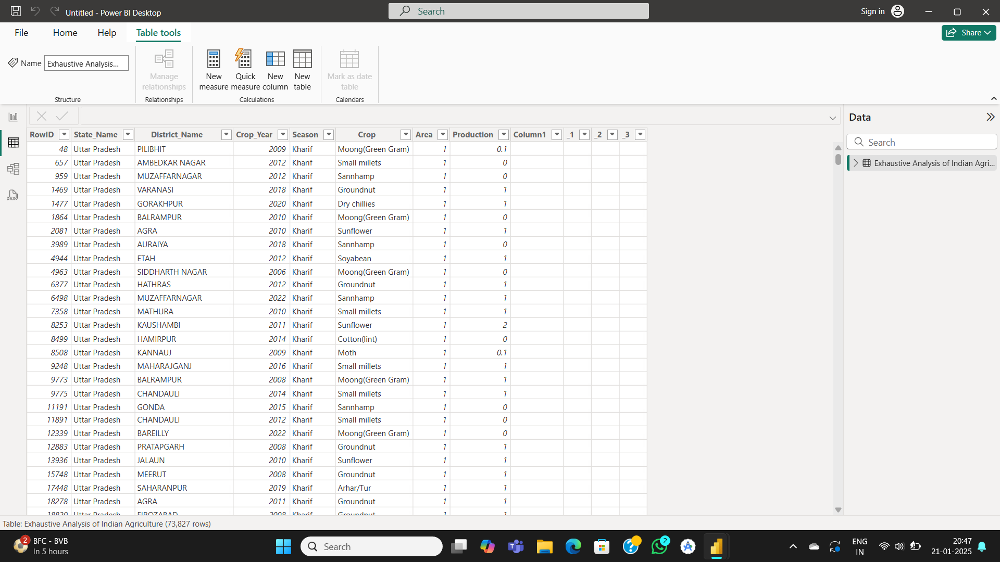 Untitled - Power BI Desktop
Search
Sign in
File Home Help Table tools
Share
Name Exhaustive Analysis...
Manage relationships
New measure
Quick measure
New column
New table
Mark as date table
Structure Relationships Calculations Calendars
Data
Search
Exhaustive Analysis of Indian Agri...
RowID State_Name District_Name Crop_Year Season Crop Area Production Column1 _1 _2 _3
48 Uttar Pradesh PILIBHIT 2009 Kharif Moong(Green Gram) 1 0.1
657 Uttar Pradesh AMBEDKAR NAGAR 2012 Kharif Small millets 1 0
959 Uttar Pradesh MUZAFFARNAGAR 2012 Kharif Sannhamp 1 0
1469 Uttar Pradesh VARANASI 2018 Kharif Groundnut 1 1
1477 Uttar Pradesh GORAKHPUR 2020 Kharif Dry chillies 1 1
1864 Uttar Pradesh BALRAMPUR 2010 Kharif Moong(Green Gram) 1 0
2081 Uttar Pradesh AGRA 2010 Kharif Sunflower 1 1
3989 Uttar Pradesh AURAIYA 2018 Kharif Sannhamp 1 0
4944 Uttar Pradesh ETAH 2012 Kharif Soyabean 1 1
4963 Uttar Pradesh SIDDHARTH NAGAR 2006 Kharif Moong(Green Gram) 1 0
6377 Uttar Pradesh HATHRAS 2012 Kharif Groundnut 1 1
6498 Uttar Pradesh MUZAFFARNAGAR 2022 Kharif Sannhamp 1 1
7358 Uttar Pradesh MATHURA 2010 Kharif Small millets 1 1
8253 Uttar Pradesh KAUSHAMBI 2011 Kharif Sunflower 1 2
8499 Uttar Pradesh HAMIRPUR 2014 Kharif Cotton(lint) 1 0
8508 Uttar Pradesh KANNAUJ 2009 Kharif Moth 1 0.1
9248 Uttar Pradesh MAHARAJGANJ 2016 Kharif Small millets 1 1
9773 Uttar Pradesh BALRAMPUR 2008 Kharif Moong(Green Gram) 1 1
9775 Uttar Pradesh CHANDAULI 2014 Kharif Small millets 1 1
11191 Uttar Pradesh GONDA 2015 Kharif Sannhamp 1 0
11891 Uttar Pradesh CHANDAULI 2012 Kharif Small millets 1 0
12339 Uttar Pradesh BAREILLY 2022 Kharif Moong(Green Gram) 1 0
12883 Uttar Pradesh PRATAPGARH 2008 Kharif Groundnut 1 1
13936 Uttar Pradesh JALAUN 2010 Kharif Sunflower 1 1
15748 Uttar Pradesh MEERUT 2008 Kharif Groundnut 1 1
17448 Uttar Pradesh SAHARANPUR 2019 Kharif Arhar/Tur 1 1
18278 Uttar Pradesh AGRA 2011 Kharif Groundnut 1 1
Uttar Pradesh FIROZABAD 2008 Kharif Groundnut 1 1
Table: Exhaustive Analysis of Indian Agriculture (73,827 rows)
2
BFC - BVB
In 5 hours
Search
2
ENG
IN
20:47
21-01-2025